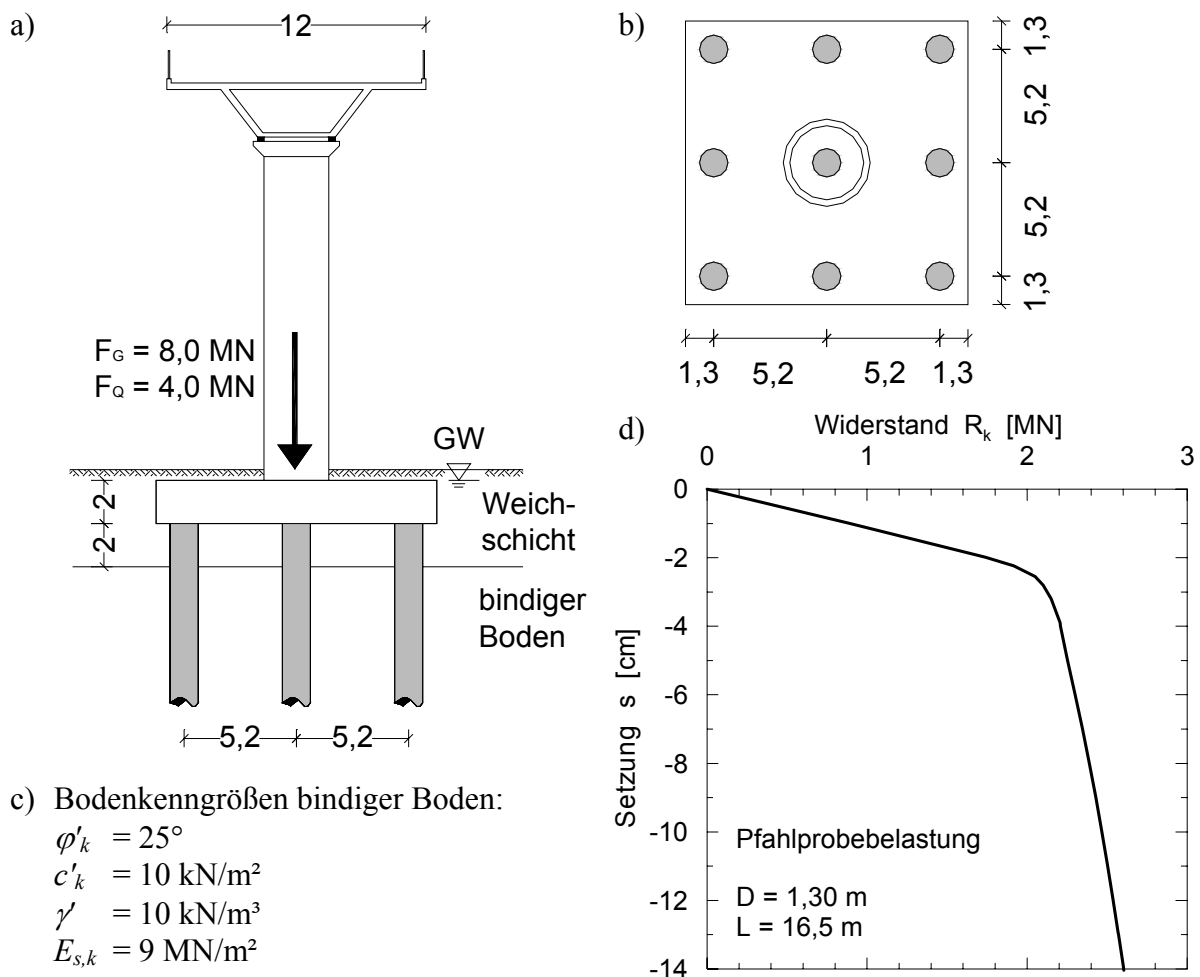 a)
12
F_G = 8,0 MN
F_Q = 4,0 MN
GW
2
2
Weich-
schicht
bindiger
Boden
5,2
5,2
b)
1,3
5,2
5,2
1,3
1,3
5,2
5,2
1,3
c) Bodenkenngrößen bindiger Boden:
φ'_k = 25°
c'_k = 10 kN/m²
γ' = 10 kN/m³
E_{s,k} = 9 MN/m²
d)
Widerstand R_k [MN]
0 1 2 3
0
-2
-4
-6
-8
-10
-12
-14
Setzung s [cm]
Pfahlprobebelastung
D = 1,30 m
L = 16,5 m